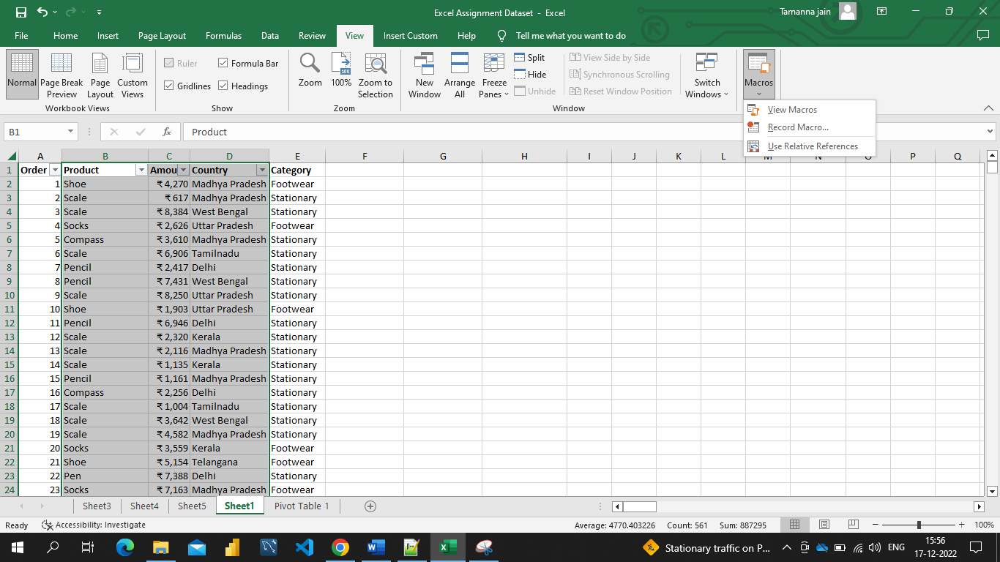 Excel Assignment Dataset - Excel
Tamanna jain
File Home Insert Page Layout Formulas Data Review View Insert Custom Help Tell me what you want to do
Normal Page Break Preview Page Layout Custom Views
Workbook Views
Ruler Formula Bar
Gridlines Headings
Show
Zoom 100% Zoom to Selection
Zoom
New Window Arrange All Freeze Panes
Split
Hide
Unhide
View Side by Side
Synchronous Scrolling
Reset Window Position
Switch Windows
Window
Macros
View Macros
Record Macro...
Use Relative References
B1 fx Product
A B C D E F G H I J K L M N O P Q
1 Order Product Amou Country Category
2 1 Shoe ₹ 4,270 Madhya Pradesh Footwear
3 2 Scale ₹ 617 Madhya Pradesh Stationary
4 3 Scale ₹ 8,384 West Bengal Stationary
5 4 Socks ₹ 2,626 Uttar Pradesh Footwear
6 5 Compass ₹ 3,610 Madhya Pradesh Stationary
7 6 Scale ₹ 6,906 Tamilnadu Stationary
8 7 Pencil ₹ 2,417 Delhi Stationary
9 8 Pencil ₹ 7,431 West Bengal Stationary
10 9 Scale ₹ 8,250 Uttar Pradesh Stationary
11 10 Shoe ₹ 1,903 Uttar Pradesh Footwear
12 11 Pencil ₹ 6,946 Delhi Stationary
13 12 Scale ₹ 2,320 Kerala Stationary
14 13 Scale ₹ 2,116 Madhya Pradesh Stationary
15 14 Scale ₹ 1,135 Kerala Stationary
16 15 Pencil ₹ 1,161 Madhya Pradesh Stationary
17 16 Compass ₹ 2,256 Delhi Stationary
18 17 Scale ₹ 1,004 Tamilnadu Stationary
19 18 Scale ₹ 3,642 West Bengal Stationary
20 19 Scale ₹ 4,582 Madhya Pradesh Stationary
21 20 Socks ₹ 3,559 Kerala Footwear
22 21 Shoe ₹ 5,154 Telangana Footwear
23 22 Pen ₹ 7,388 Delhi Stationary
24 23 Socks ₹ 7,163 Madhya Pradesh Footwear
Sheet3 Sheet4 Sheet5 Sheet1 Pivot Table 1
Ready Accessibility: Investigate Average: 4770.403226 Count: 561 Sum: 887295 100%
Stationary traffic on P... ENG 15:56
17-12-2022